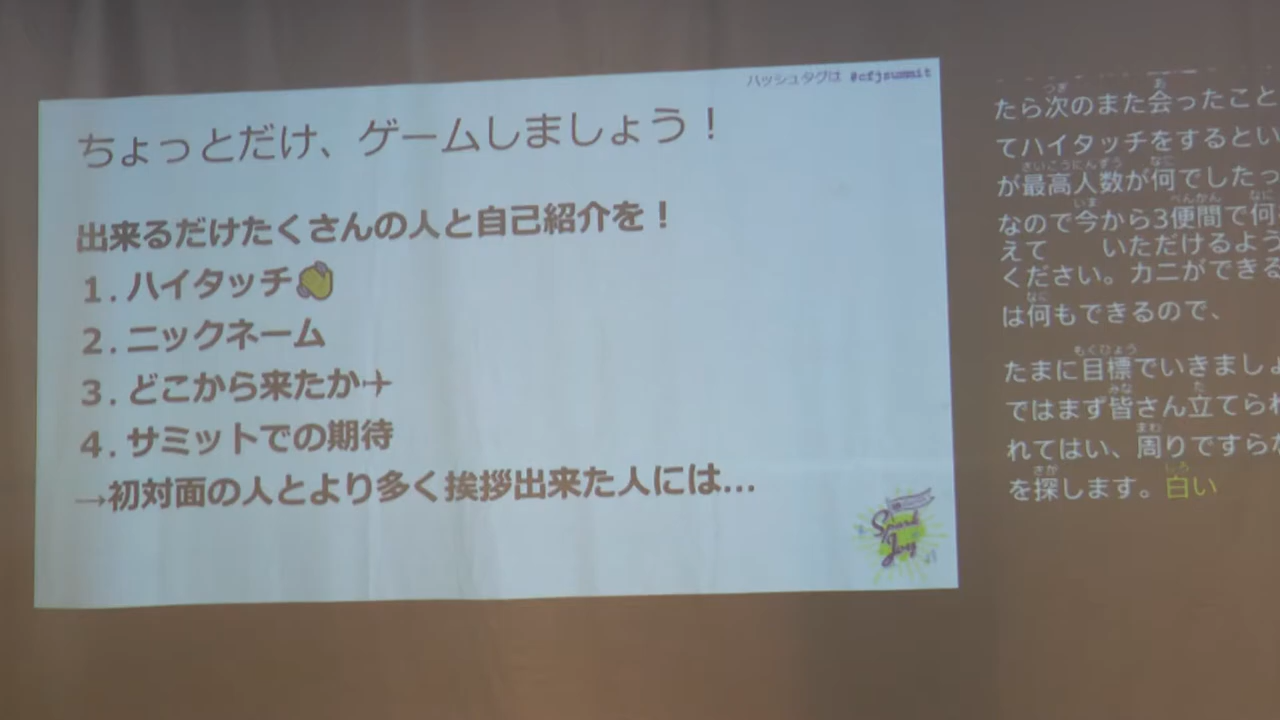 ハッシュタグは #cfjsummit
ちょっとだけ、ゲームしましょう！
出来るだけたくさんの人と自己紹介を！
1. ハイタッチ
2. ニックネーム
3. どこから来たか✈
4. サミットでの期待
→初対面の人とより多く挨拶出来た人には…
Spark
Joy
たら次のまた会ったこと
てハイタッチをするとい
が最高人数が何でしたっ
なので今から3便間で何
えて いただけるよう
ください。カニができる
は何もできるので、
たまに目標でいきましょ
ではまず皆さん立てられ
れてはい、周りですらな
を探します。白い